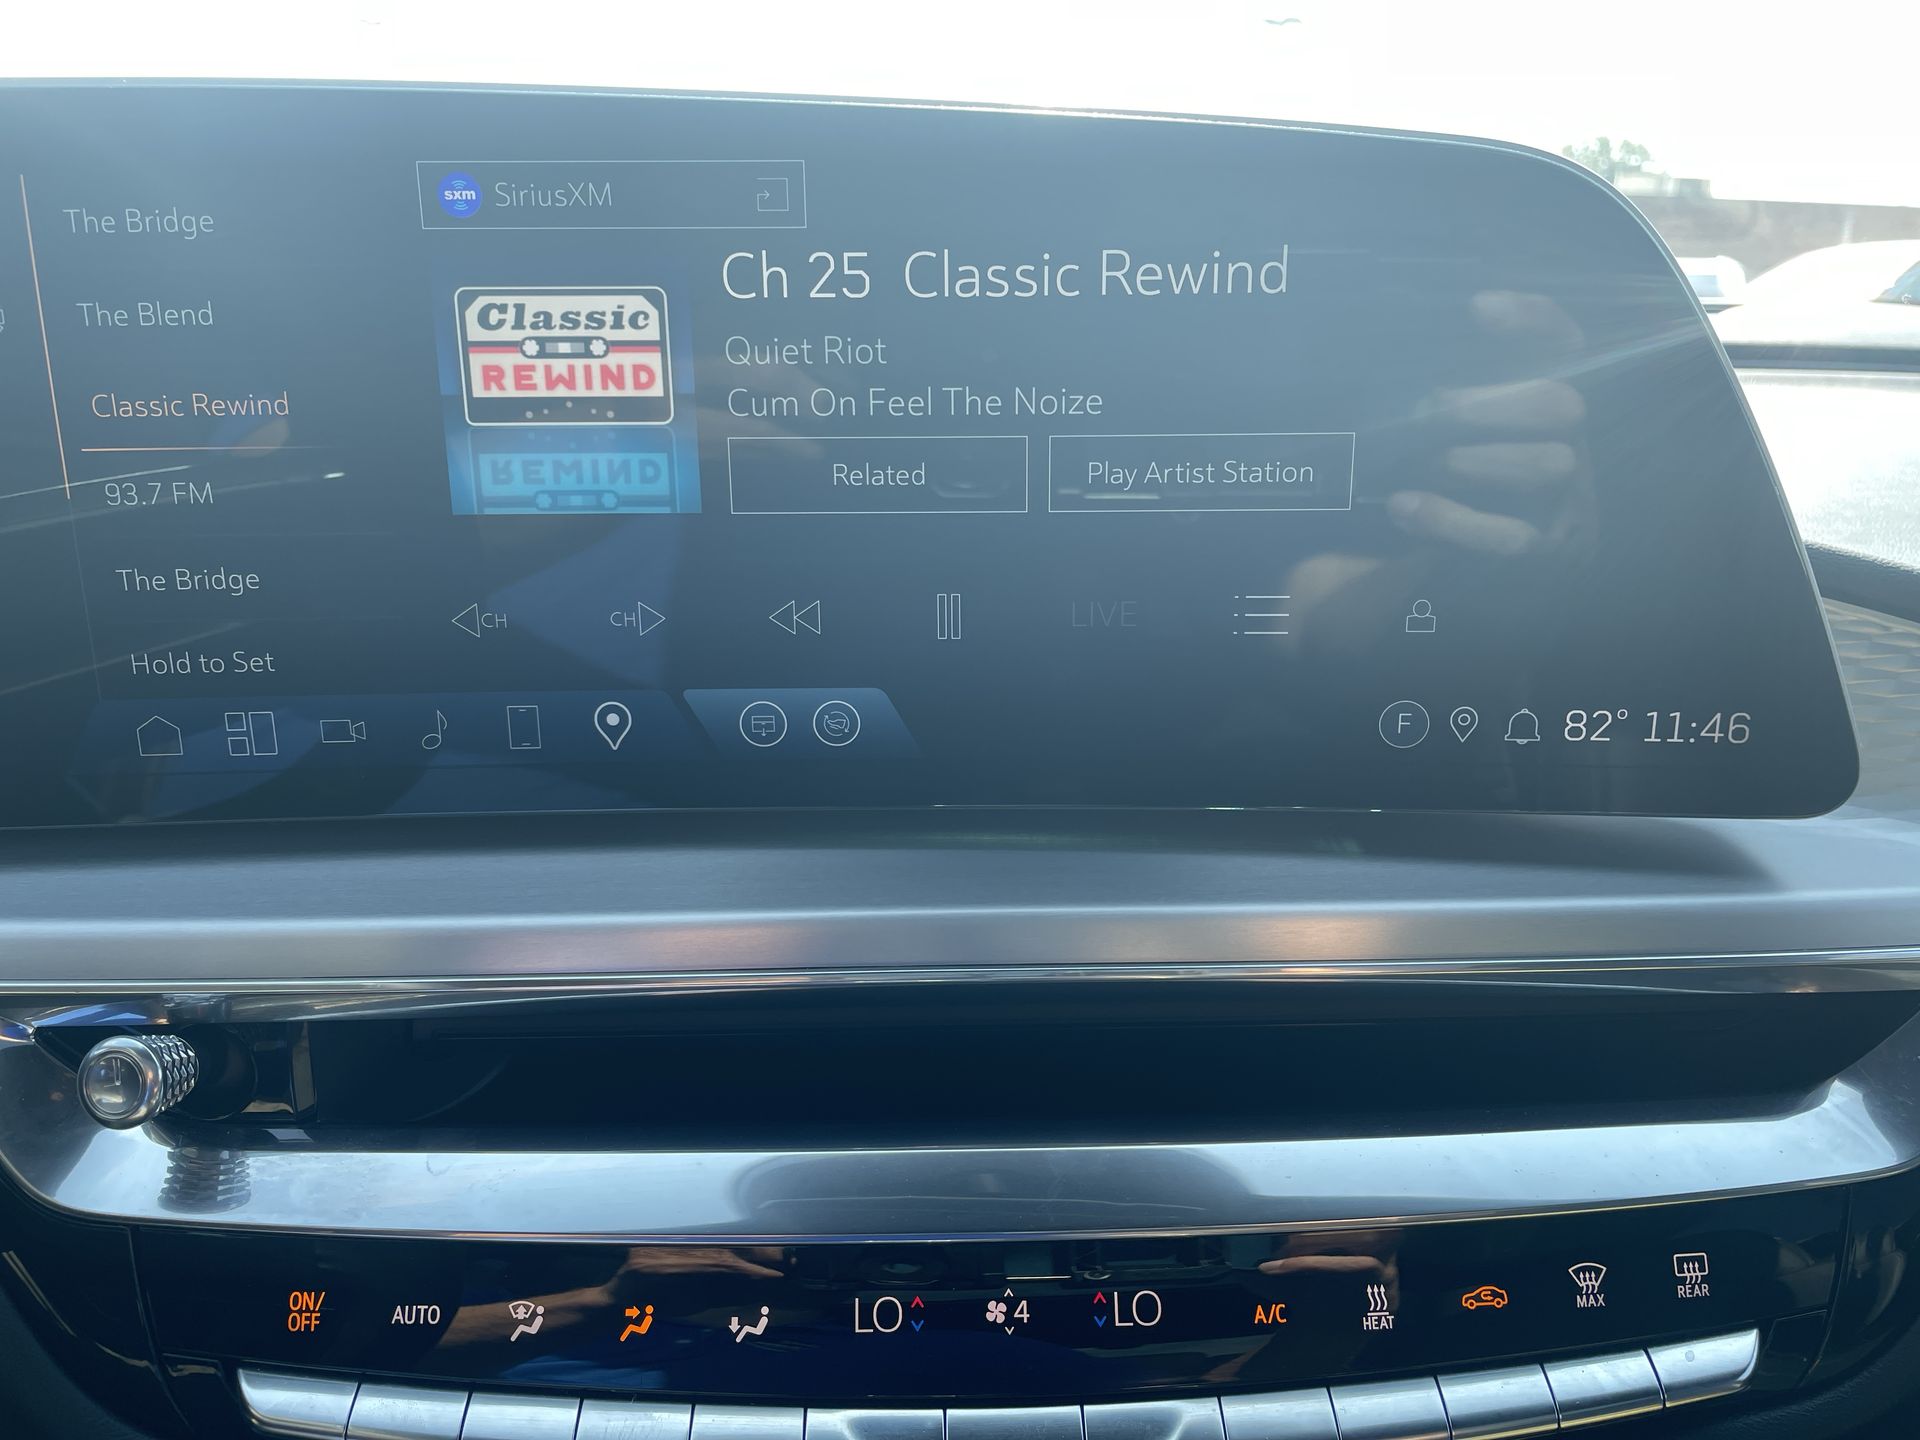 The Bridge
The Blend
Classic Rewind
93.7 FM
The Bridge
Hold to Set
sxm SiriusXM
Classic
REWIND
Ch 25 Classic Rewind
Quiet Riot
Cum On Feel The Noize
Related
Play Artist Station
CH
CH
LIVE
F
82° 11:46
ON/
OFF
AUTO
LO
4
LO
A/C
HEAT
MAX
REAR